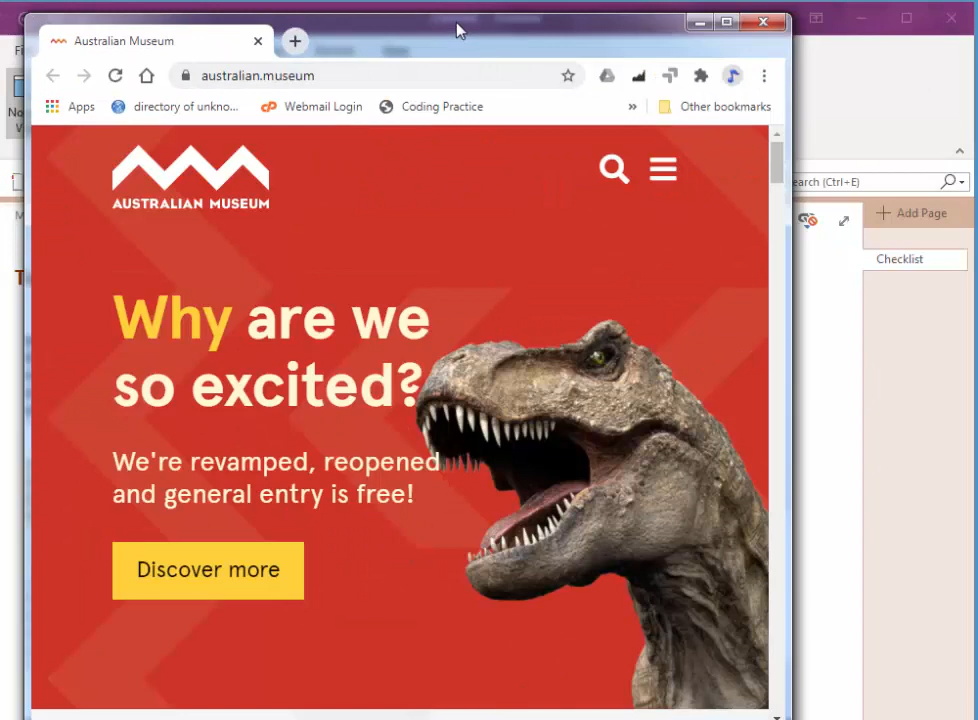 Australian Museum
australian.museum
Apps directory of unkno... Webmail Login Coding Practice » Other bookmarks
AUSTRALIAN MUSEUM
Why are we
so excited?
We're revamped, reopened
and general entry is free!
Discover more
earch (Ctrl+E)
Add Page
Checklist